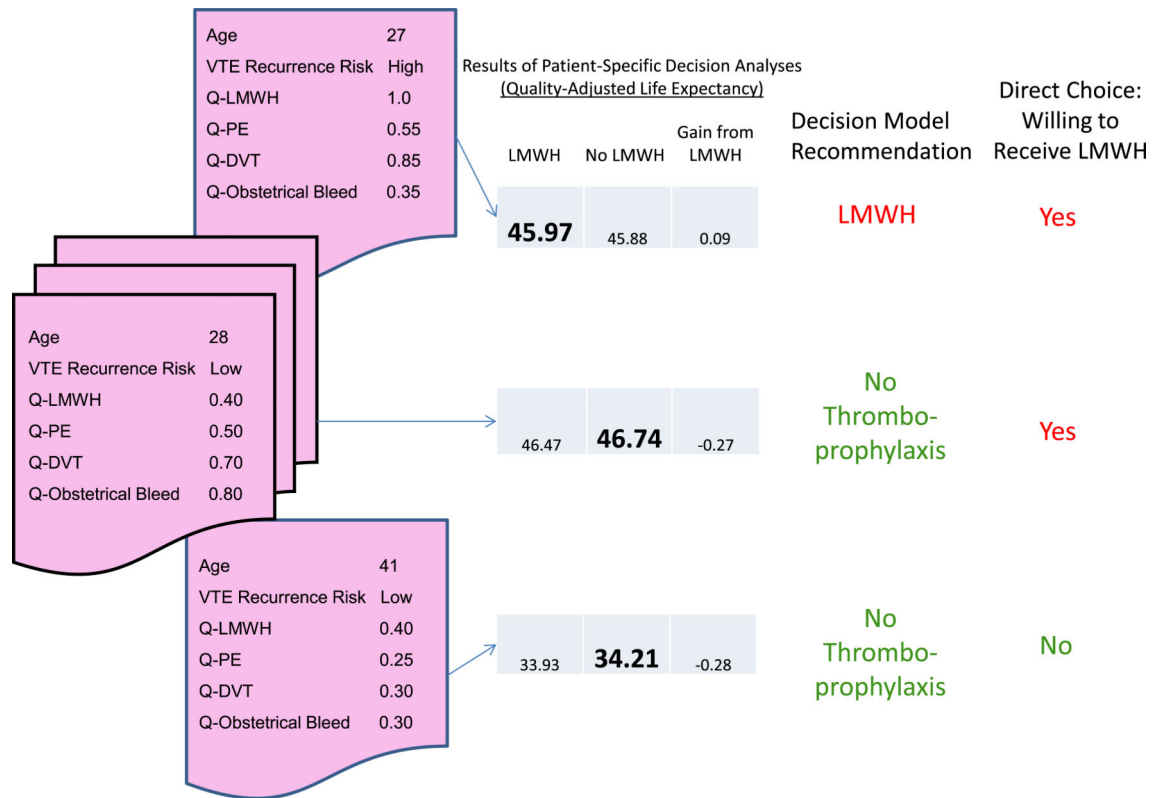 Age 27
VTE Recurrence Risk High
Q-LMWH 1.0
Q-PE 0.55
Q-DVT 0.85
Q-Obstetrical Bleed 0.35
Results of Patient-Specific Decision Analyses
(Quality-Adjusted Life Expectancy)
LMWH No LMWH Gain from
LMWH
Decision Model
Recommendation
Direct Choice:
Willing to
Receive LMWH
45.97 45.88 0.09
LMWH
Yes
Age 28
VTE Recurrence Risk Low
Q-LMWH 0.40
Q-PE 0.50
Q-DVT 0.70
Q-Obstetrical Bleed 0.80
46.47 46.74 -0.27
No
Thrombo-
prophylaxis
Yes
Age 41
VTE Recurrence Risk Low
Q-LMWH 0.40
Q-PE 0.25
Q-DVT 0.30
Q-Obstetrical Bleed 0.30
33.93 34.21 -0.28
No
Thrombo-
prophylaxis
No